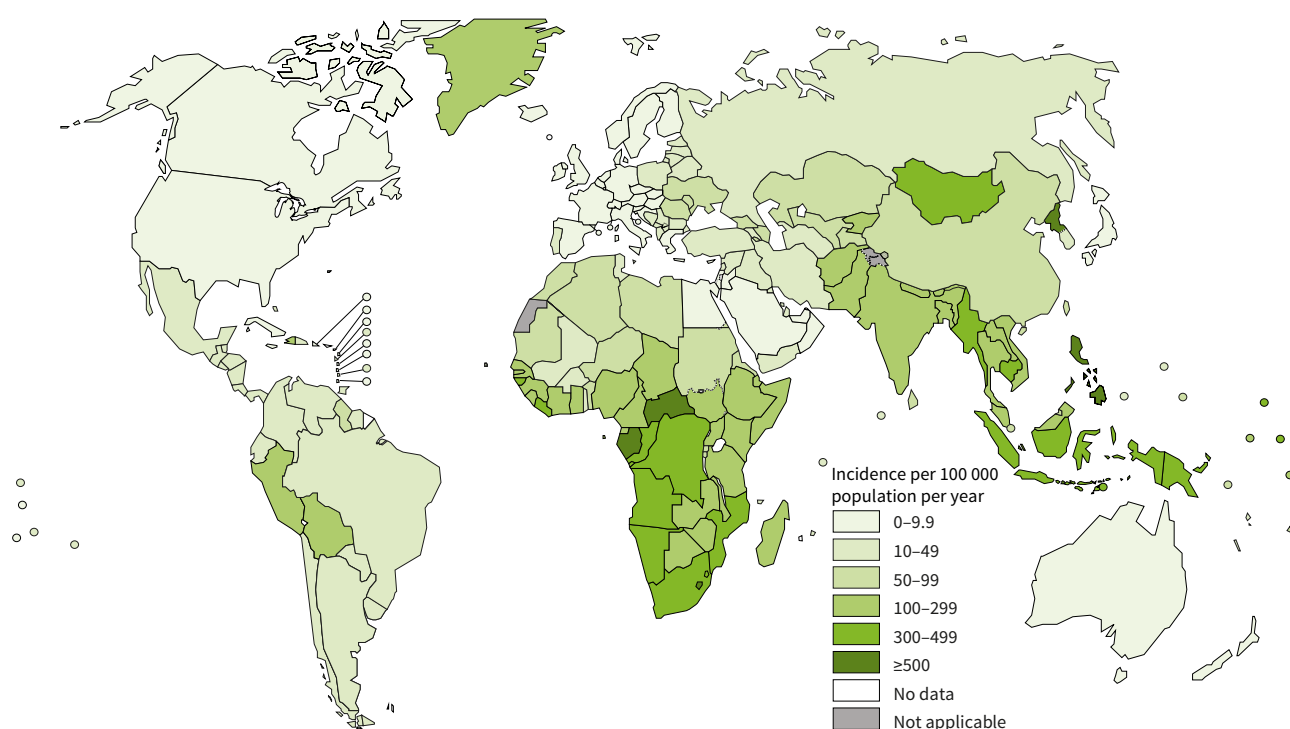 Incidence per 100 000
population per year
0–9.9
10–49
50–99
100–299
300–499
≥500
No data
Not applicable